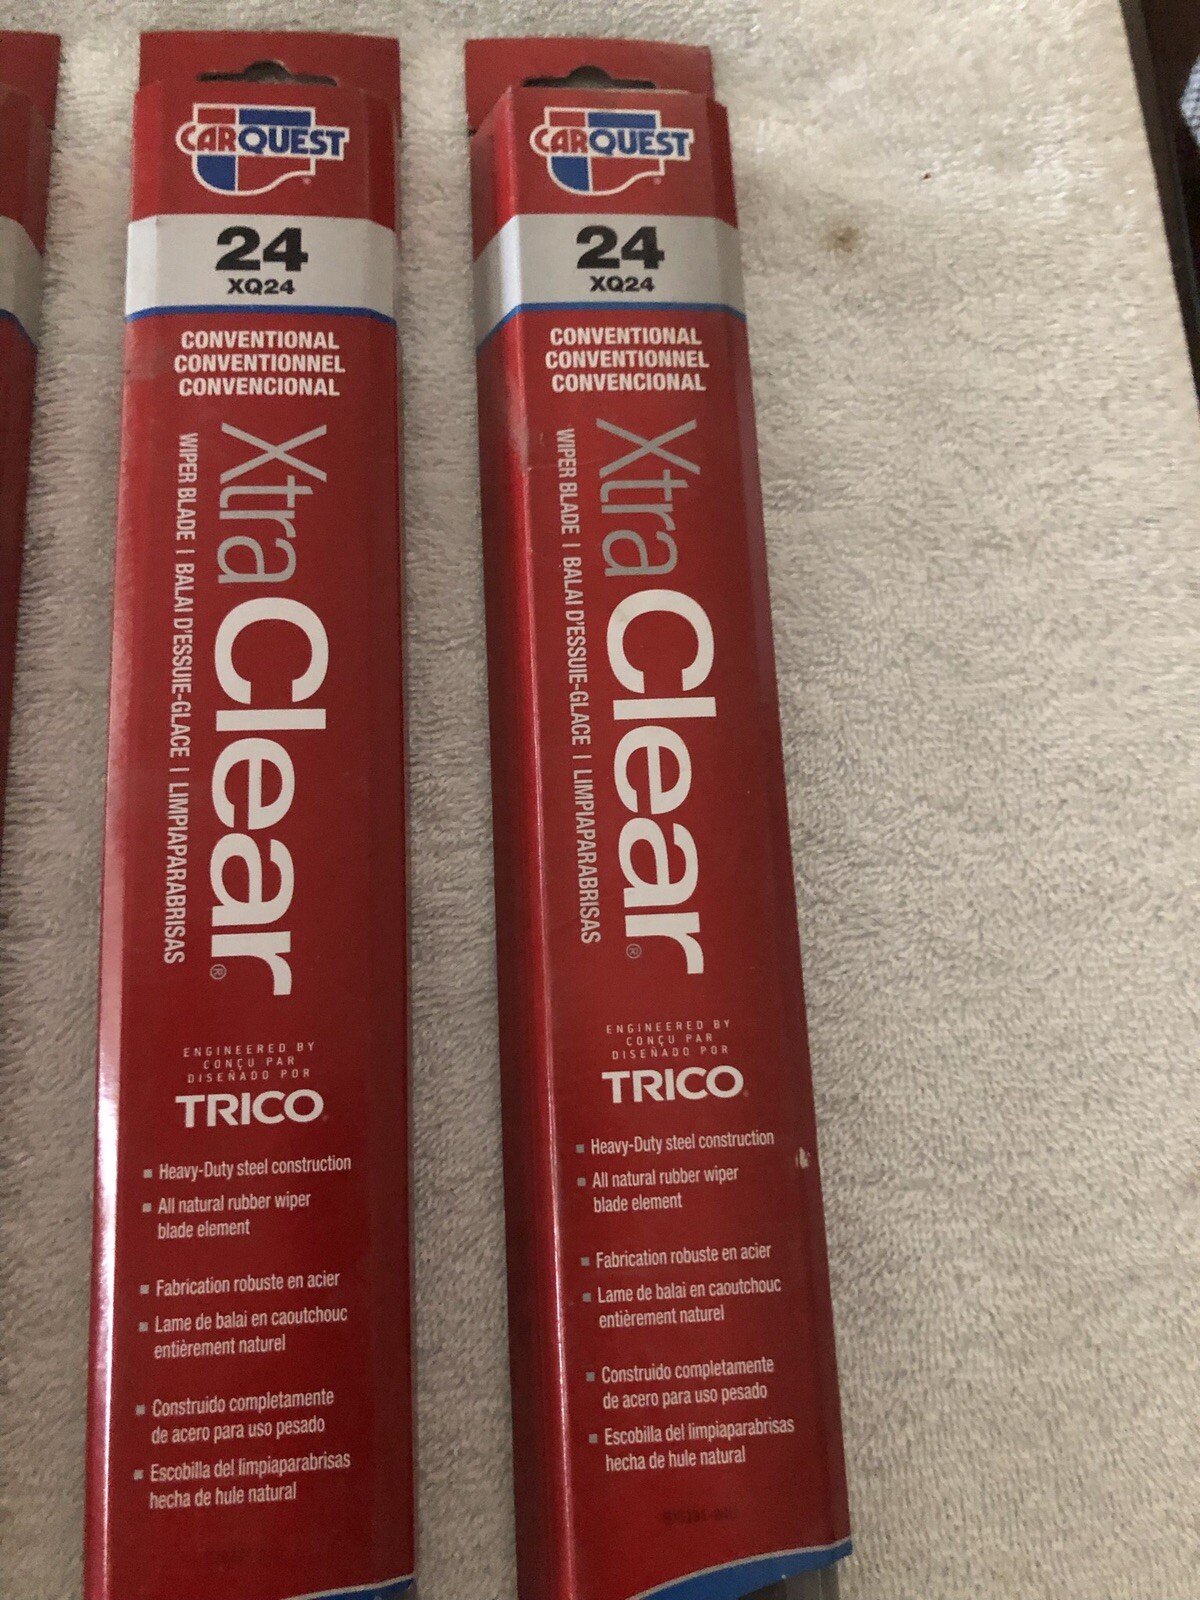 CARQUEST
24
XQ24
CONVENTIONAL
CONVENTIONNEL
CONVENCIONAL
Xtra Clear®
WIPER BLADE | BALAI D'ESSUIE-GLACE | LIMPIAPARABRISAS
ENGINEERED BY
CONÇU PAR
DISEÑADO POR
TRICO
Heavy-Duty steel construction
All natural rubber wiper
blade element
Fabrication robuste en acier
Lame de balai en caoutchouc
entièrement naturel
Construido completamente
de acero para uso pesado
Escobilla del limpiaparabrisas
hecha de hule natural
CARQUEST
24
XQ24
CONVENTIONAL
CONVENTIONNEL
CONVENCIONAL
Xtra Clear®
WIPER BLADE | BALAI D'ESSUIE-GLACE | LIMPIAPARABRISAS
ENGINEERED BY
CONÇU PAR
DISEÑADO POR
TRICO
Heavy-Duty steel construction
All natural rubber wiper
blade element
Fabrication robuste en acier
Lame de balai en caoutchouc
entièrement naturel
Construido completamente
de acero para uso pesado
Escobilla del limpiaparabrisas
hecha de hule natural